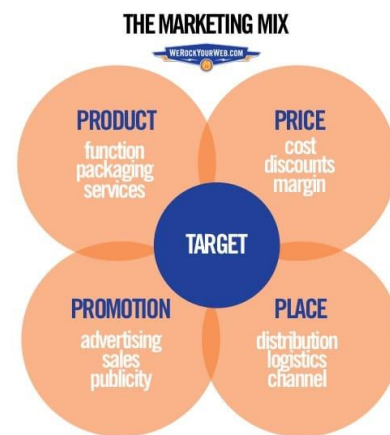 THE MARKETING MIX
WEROCKYOURWEB.COM
PRODUCT
function
packaging
services
PRICE
cost
discounts
margin
TARGET
PROMOTION
advertising
sales
publicity
PLACE
distribution
logistics
channel